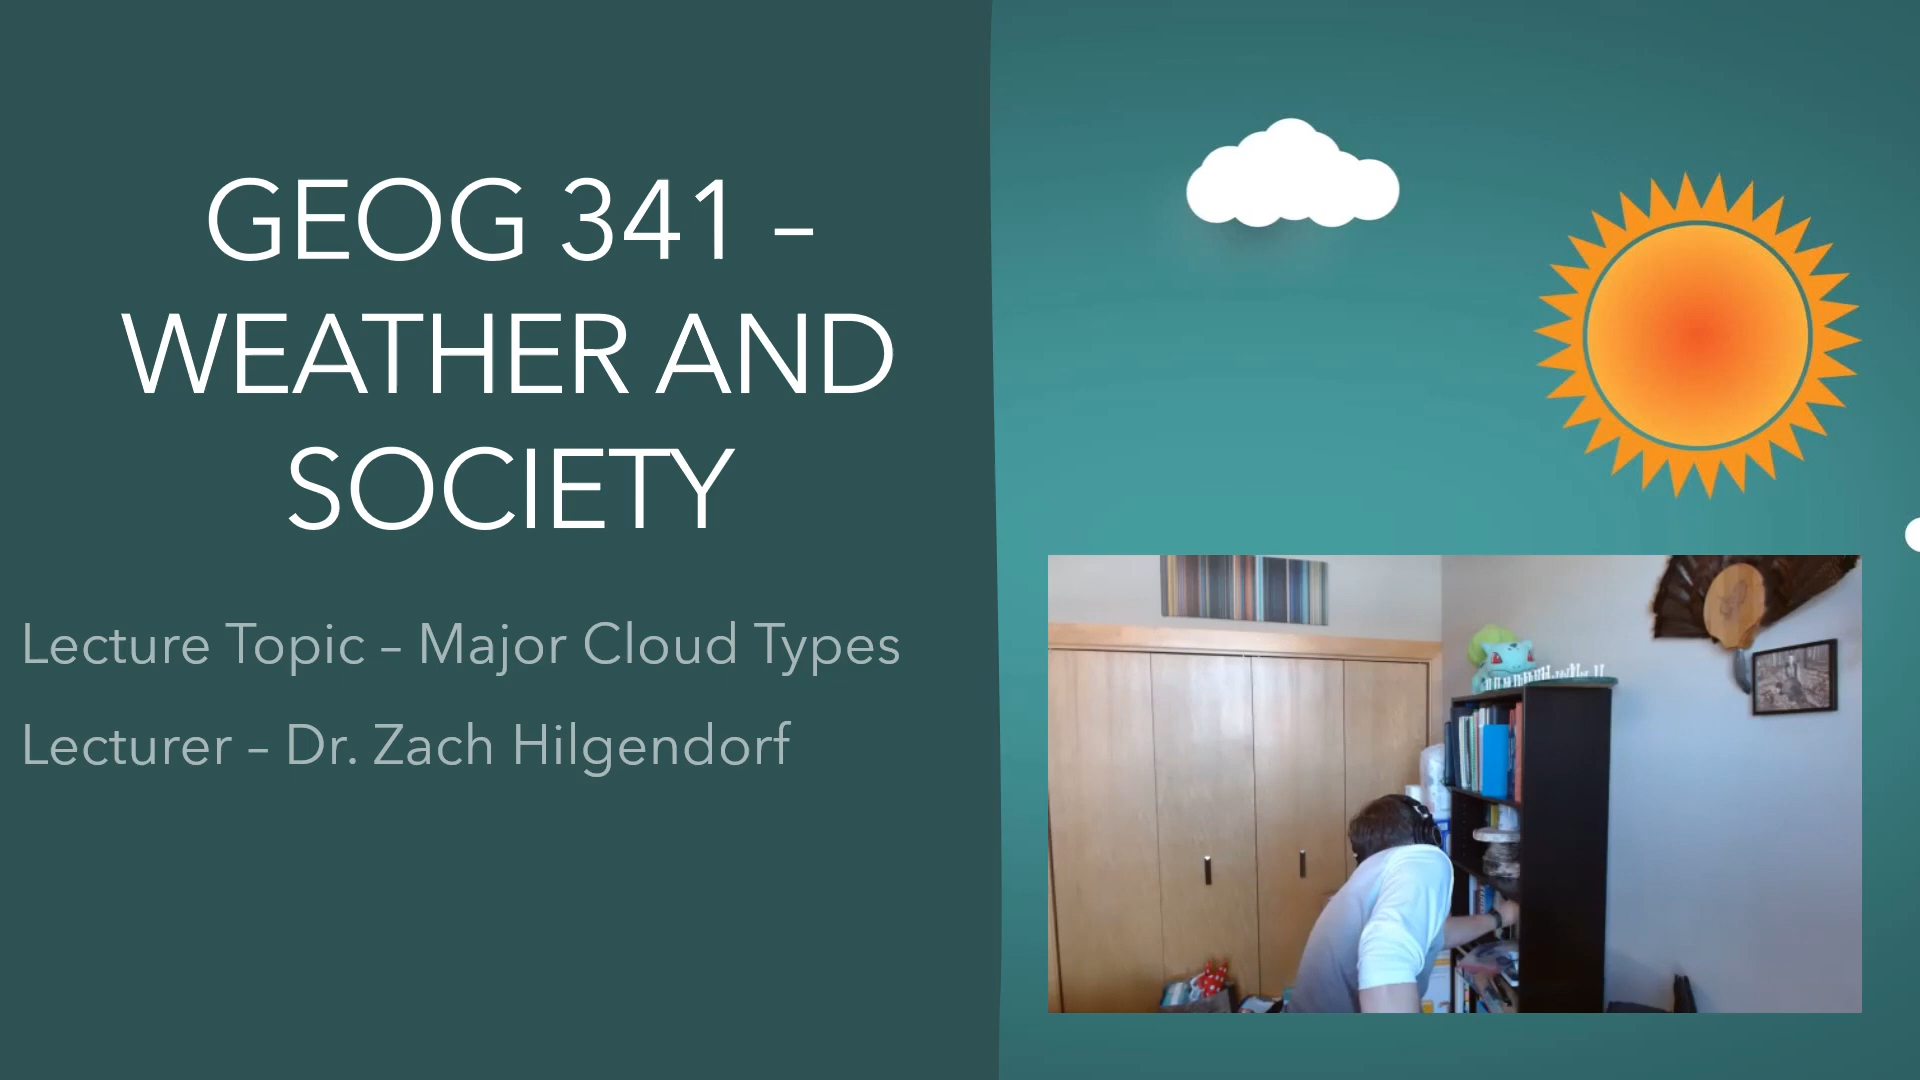 GEOG 341 –
WEATHER AND
SOCIETY
Lecture Topic – Major Cloud Types
Lecturer – Dr. Zach Hilgendorf